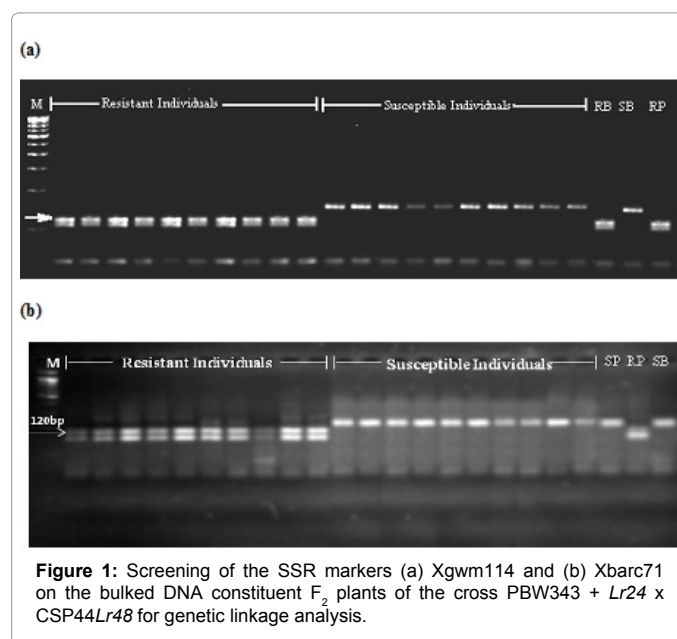 (a)
M Resistant Individuals Susceptible Individuals RB SB RP
(b)
M Resistant Individuals Susceptible Individuals SP RP SB
120bp
Figure 1: Screening of the SSR markers (a) Xgwm114 and (b) Xbarc71
on the bulked DNA constituent F2 plants of the cross PBW343 + Lr24 x
CSP44Lr48 for genetic linkage analysis.